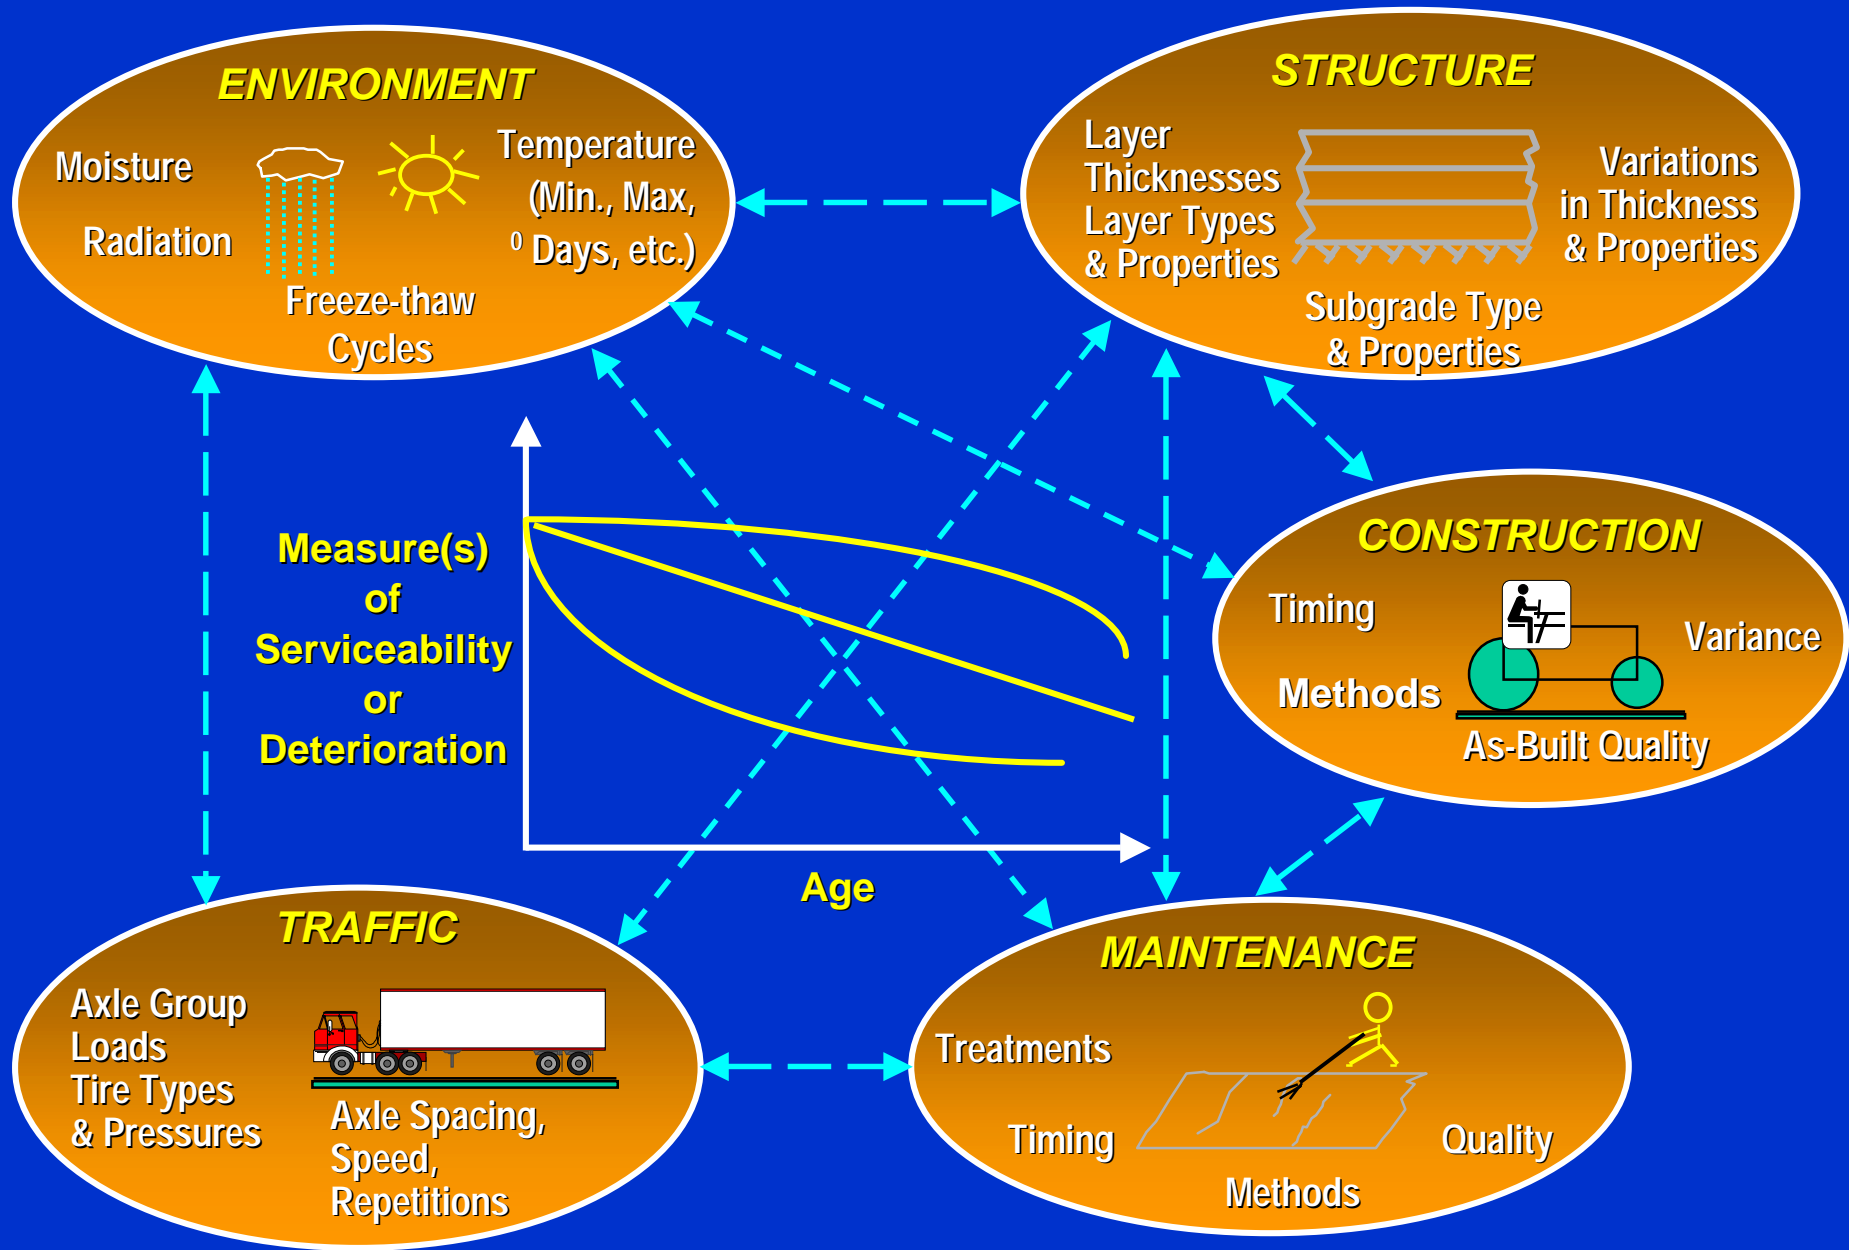 ENVIRONMENT
Moisture
Radiation
Temperature
(Min., Max,
⁰ Days, etc.)
Freeze-thaw
Cycles
STRUCTURE
Layer
Thicknesses
Layer Types
& Properties
Variations
in Thickness
& Properties
Subgrade Type
& Properties
Measure(s)
of
Serviceability
or
Deterioration
Age
CONSTRUCTION
Timing
Variance
Methods
As-Built Quality
TRAFFIC
Axle Group
Loads
Tire Types
& Pressures
Axle Spacing,
Speed,
Repetitions
MAINTENANCE
Treatments
Timing
Quality
Methods